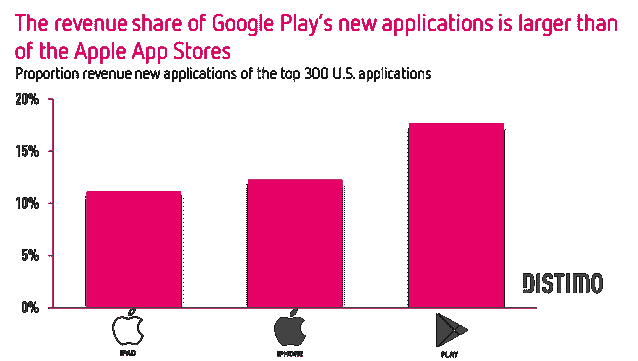 The revenue share of Google Play's new applications is larger than
of the Apple App Stores
Proportion revenue new applications of the top 300 U.S. applications
20%
15%
10%
5%
0%
DISTIMO
IPAD
IPHONE
PLAY